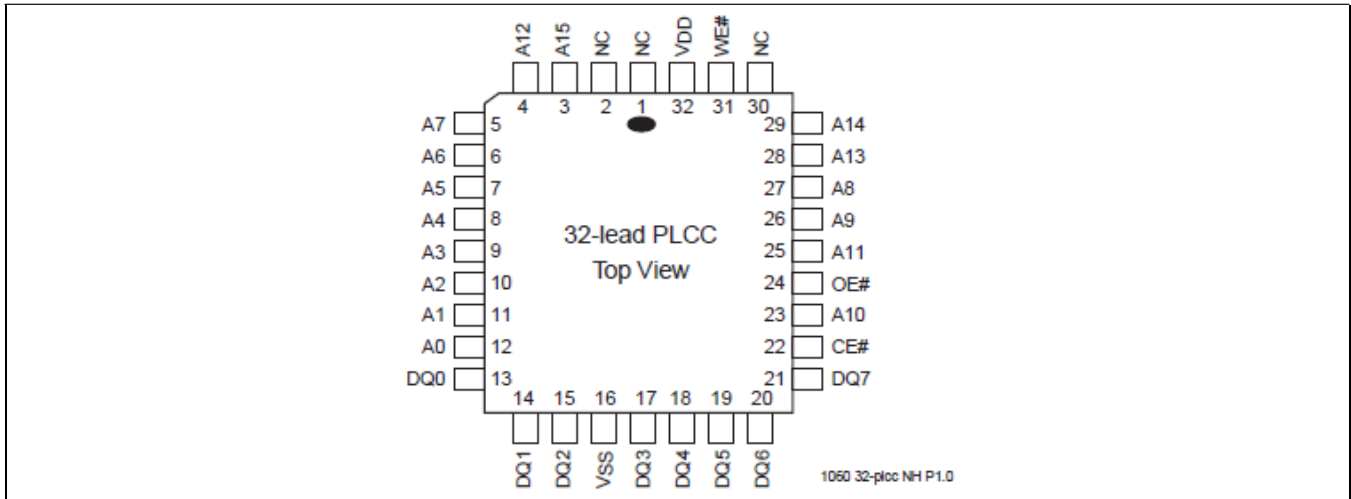 A12 A15 NC NC VDD WE# NC
4 3 2 1 32 31 30
A7 5 29 A14
A6 6 28 A13
A5 7 27 A8
A4 8 26 A9
A3 9 25 A11
32-lead PLCC
Top View
A2 10 24 OE#
A1 11 23 A10
A0 12 22 CE#
DQ0 13 21 DQ7
14 15 16 17 18 19 20
DQ1 DQ2 VSS DQ3 DQ4 DQ5 DQ6
1060 32-plcc NH P1.0